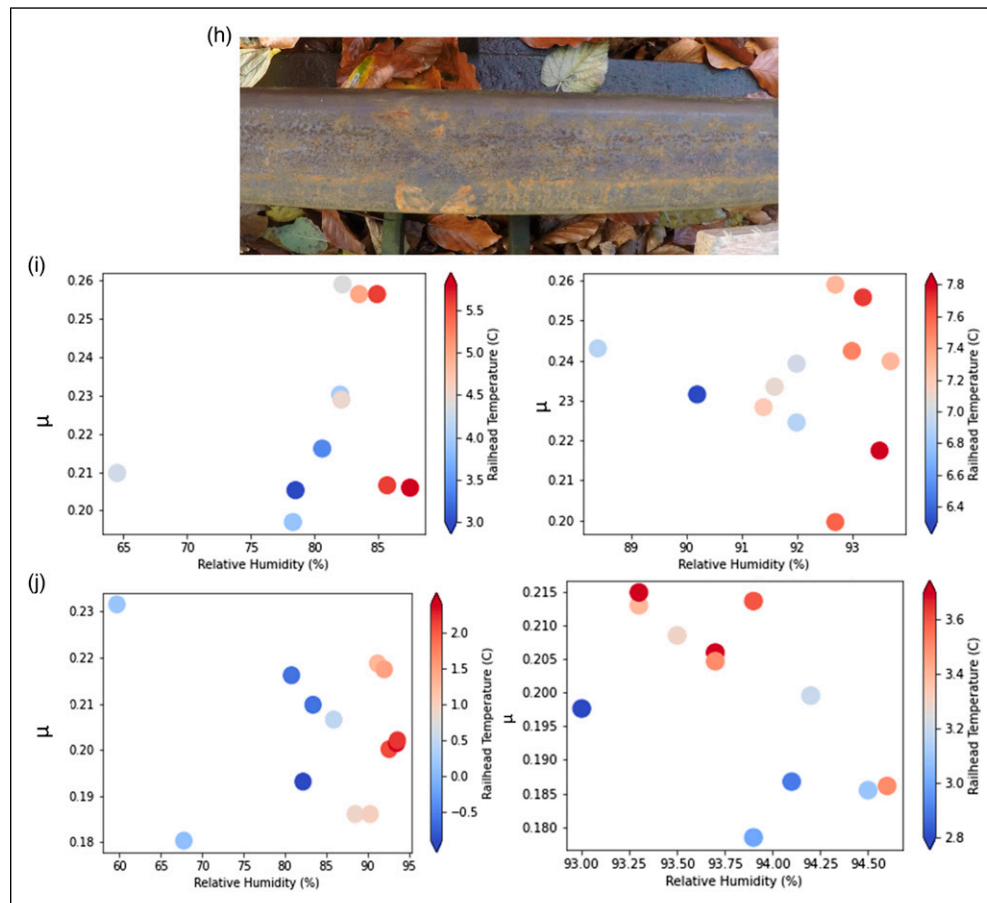 (h)
(i)
0.26
0.25
0.24
0.23
0.22
0.21
0.20
μ
65 70 75 80 85
Relative Humidity (%)
5.5
5.0
4.5
4.0
3.5
3.0
Railhead Temperature (C)
0.26
0.25
0.24
23
0.22
0.21
0.20
μ
89 90 91 92 93
Relative Humidity (%)
7.8
7.6
7.4
7.2
7.0
6.8
6.6
6.4
Railhead Temperature (C)
(j)
0.23
0.22
0.21
0.20
0.19
0.18
μ
60 65 70 75 80 85 90 95
Relative Humidity (%)
2.0
1.5
1.0
0.5
0.0
−0.5
Railhead Temperature (C)
0.215
0.210
0.205
0.200
0.195
0.190
0.185
0.180
μ
93.00 93.25 93.50 93.75 94.00 94.25 94.50
Relative Humidity (%)
3.6
3.4
3.2
3.0
2.8
Railhead Temperature (C)